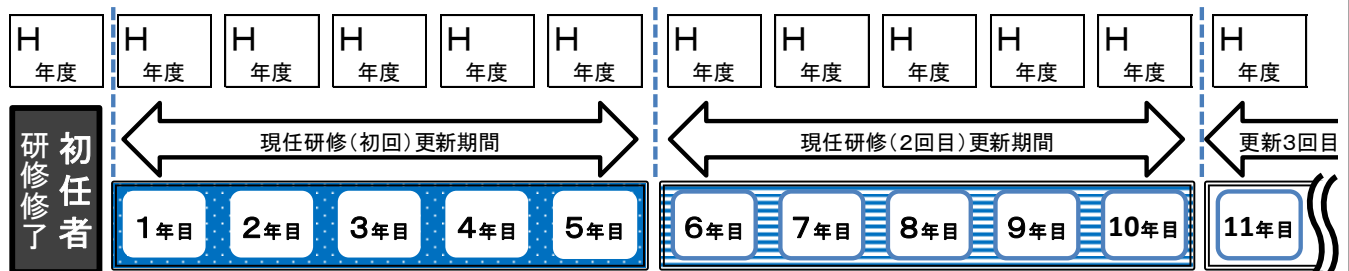 H
年度
H
年度
H
年度
H
年度
H
年度
H
年度
H
年度
H
年度
H
年度
H
年度
H
年度
H
年度
初任者
研修修了
現任研修(初回)更新期間
現任研修(2回目)更新期間
更新3回目
1年目
2年目
3年目
4年目
5年目
6年目
7年目
8年目
9年目
10年目
11年目